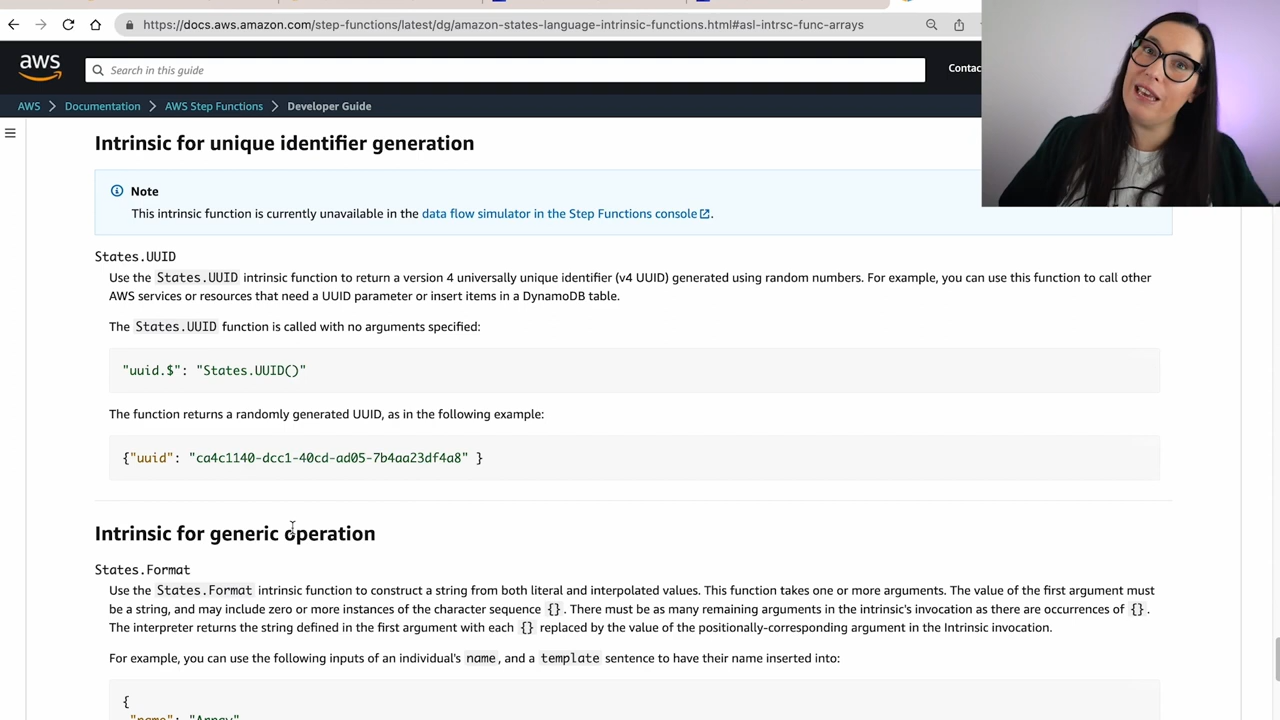 https://docs.aws.amazon.com/step-functions/latest/dg/amazon-states-language-intrinsic-functions.html#asl-intrsc-func-arrays
aws
Search in this guide
Contac
AWS > Documentation > AWS Step Functions > Developer Guide
Intrinsic for unique identifier generation
Note
This intrinsic function is currently unavailable in the data flow simulator in the Step Functions console.
States.UUID
Use the States.UUID intrinsic function to return a version 4 universally unique identifier (v4 UUID) generated using random numbers. For example, you can use this function to call other
AWS services or resources that need a UUID parameter or insert items in a DynamoDB table.
The States.UUID function is called with no arguments specified:
"uuid.$": "States.UUID()"
The function returns a randomly generated UUID, as in the following example:
{"uuid": "ca4c1140-dcc1-40cd-ad05-7b4aa23df4a8" }
Intrinsic for generic operation
States.Format
Use the States.Format intrinsic function to construct a string from both literal and interpolated values. This function takes one or more arguments. The value of the first argument must
be a string, and may include zero or more instances of the character sequence {}. There must be as many remaining arguments in the intrinsic's invocation as there are occurrences of {}.
The interpreter returns the string defined in the first argument with each {} replaced by the value of the positionally-corresponding argument in the Intrinsic invocation.
For example, you can use the following inputs of an individual's name, and a template sentence to have their name inserted into:
{
"name": "Array"